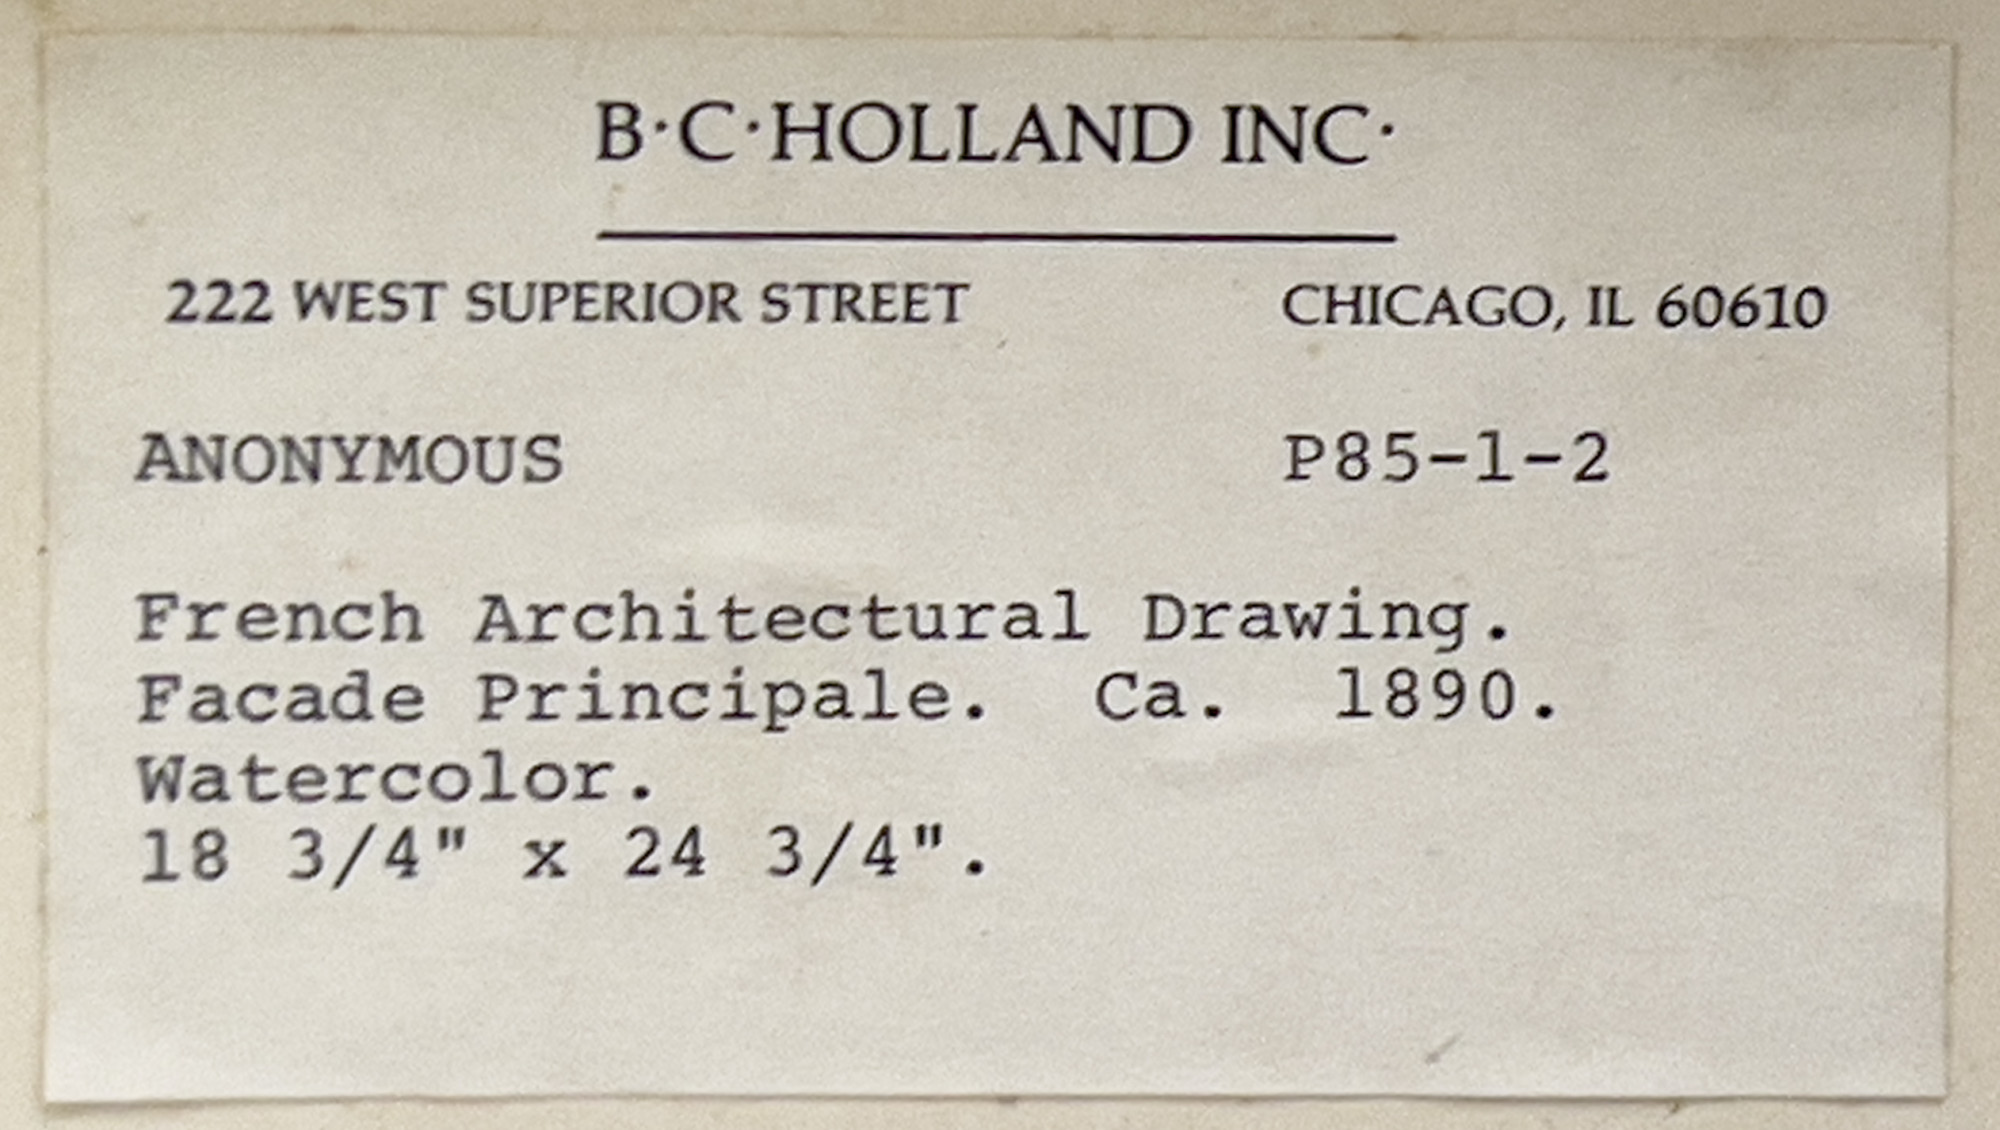 B·C·HOLLAND INC·
222 WEST SUPERIOR STREET CHICAGO, IL 60610
ANONYMOUS P85-1-2
French Architectural Drawing.
Facade Principale. Ca. 1890.
Watercolor.
18 3/4" x 24 3/4".